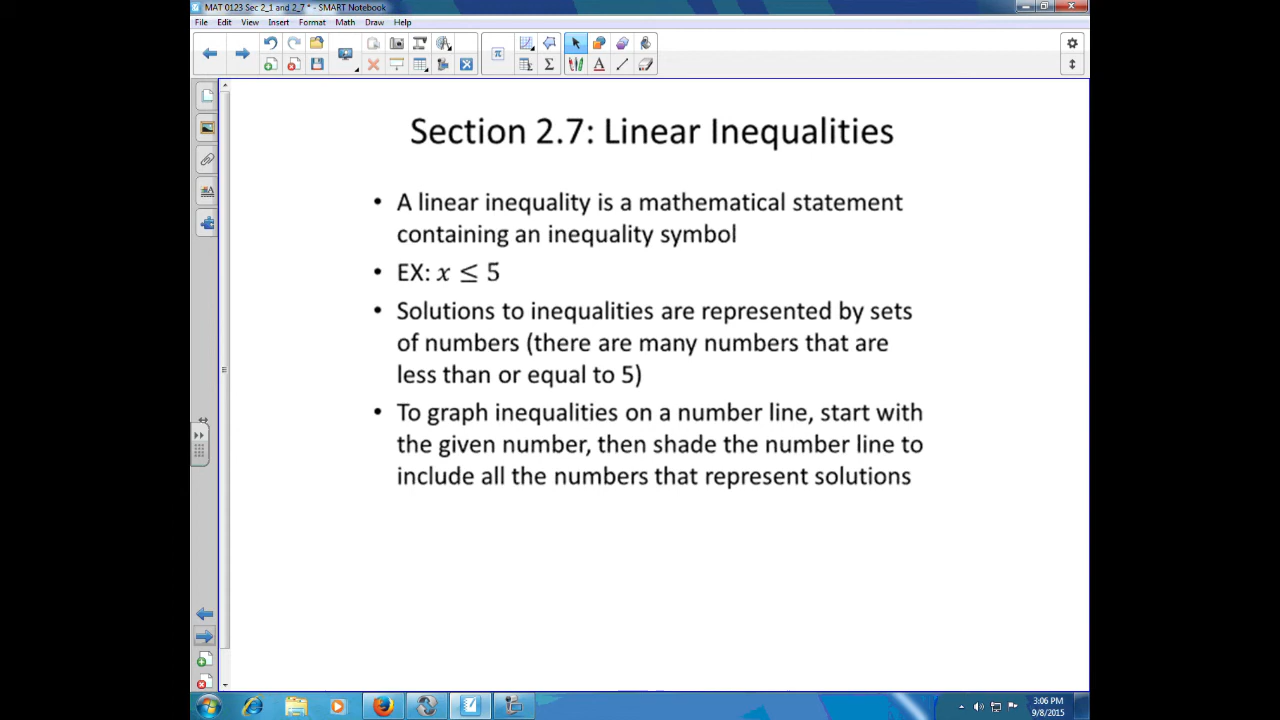 MAT 0123 Sec 2_1 and 2_7 * - SMART Notebook
File Edit View Insert Format Math Draw Help
Section 2.7: Linear Inequalities
• A linear inequality is a mathematical statement
containing an inequality symbol
• EX: x ≤ 5
• Solutions to inequalities are represented by sets
of numbers (there are many numbers that are
less than or equal to 5)
• To graph inequalities on a number line, start with
the given number, then shade the number line to
include all the numbers that represent solutions
3:06 PM
9/8/2015